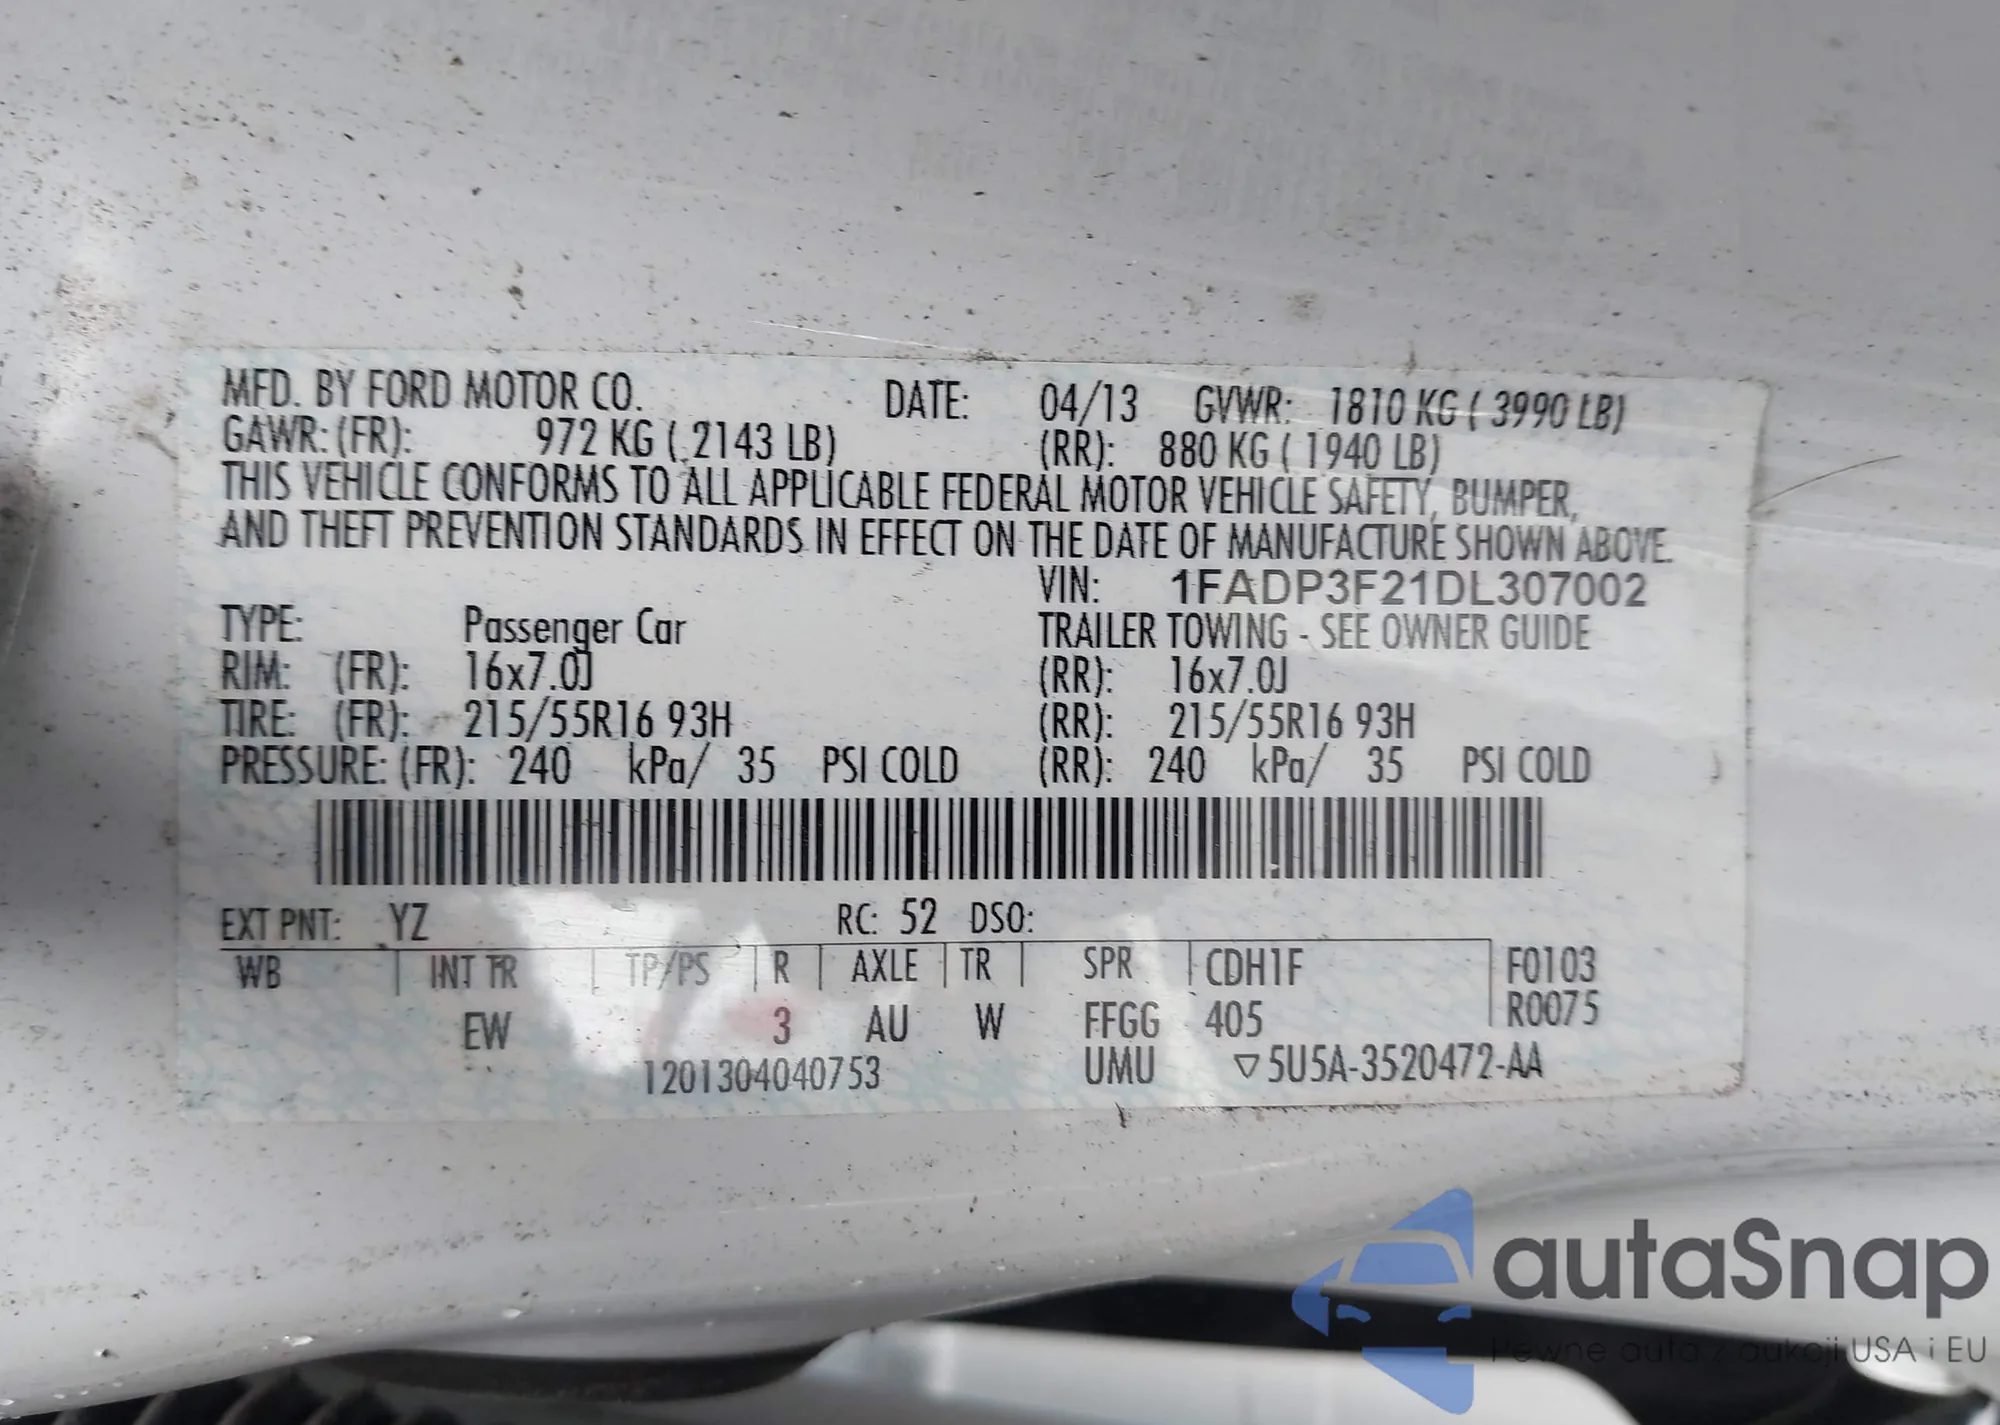 MFD. BY FORD MOTOR CO. DATE: 04/13 GVWR: 1810 KG ( 3990 LB)
GAWR: (FR): 972 KG ( 2143 LB) (RR): 880 KG ( 1940 LB)
THIS VEHICLE CONFORMS TO ALL APPLICABLE FEDERAL MOTOR VEHICLE SAFETY, BUMPER,
AND THEFT PREVENTION STANDARDS IN EFFECT ON THE DATE OF MANUFACTURE SHOWN ABOVE.
VIN: 1FADP3F21DL307002
TYPE: Passenger Car TRAILER TOWING - SEE OWNER GUIDE
RIM: (FR): 16x7.0J (RR): 16x7.0J
TIRE: (FR): 215/55R16 93H (RR): 215/55R16 93H
PRESSURE: (FR): 240 kPa/ 35 PSI COLD (RR): 240 kPa/ 35 PSI COLD
EXT PNT: YZ RC: 52 DSO:
WB INT TR TP/PS R AXLE TR SPR CDH1F F0103
EW 3 AU W FFGG 405 R0075
1201304040753 UMU ▽5U5A-3520472-AA
autaSnap
Pewne auta z aukcji USA i EU